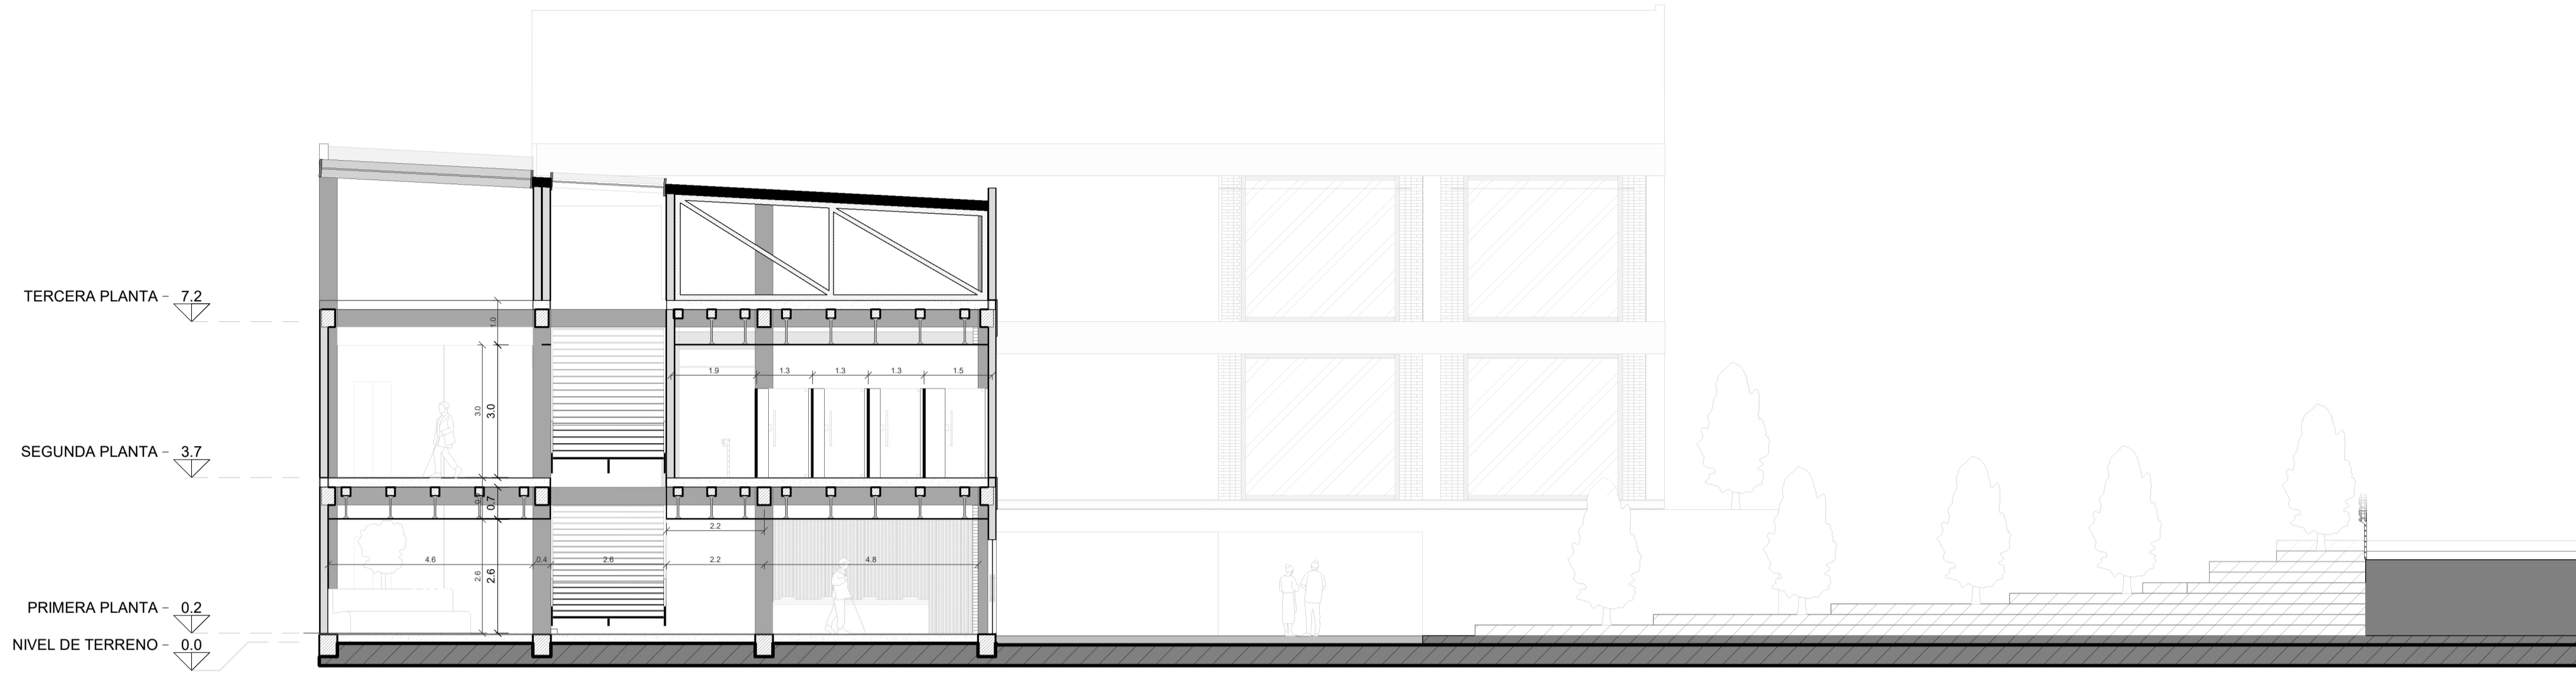 TERCERA PLANTA - 7.2
1.0
1.9 1.3 1.3 1.3 1.5
3.0 3.0
SEGUNDA PLANTA - 3.7
0.7
2.2
4.6 0.4 2.6 2.2 4.8
2.6 2.6
PRIMERA PLANTA - 0.2
NIVEL DE TERRENO - 0.0